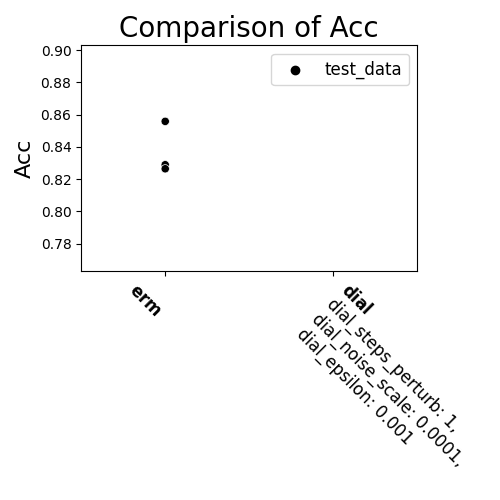 Comparison of Acc
test_data
Acc
0.90
0.88
0.86
0.84
0.82
0.80
0.78
erm
dial
dial_steps_perturb: 1,
dial_noise_scale: 0.0001,
dial_epsilon: 0.001